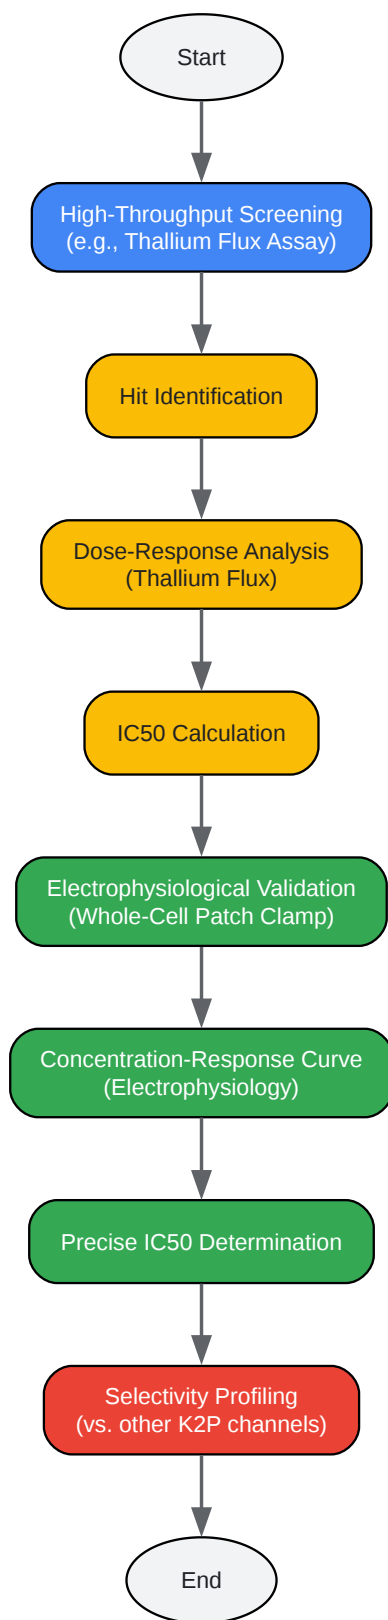 Start
High-Throughput Screening
(e.g., Thallium Flux Assay)
Hit Identification
Dose-Response Analysis
(Thallium Flux)
IC50 Calculation
Electrophysiological Validation
(Whole-Cell Patch Clamp)
Concentration-Response Curve
(Electrophysiology)
Precise IC50 Determination
Selectivity Profiling
(vs. other K2P channels)
End